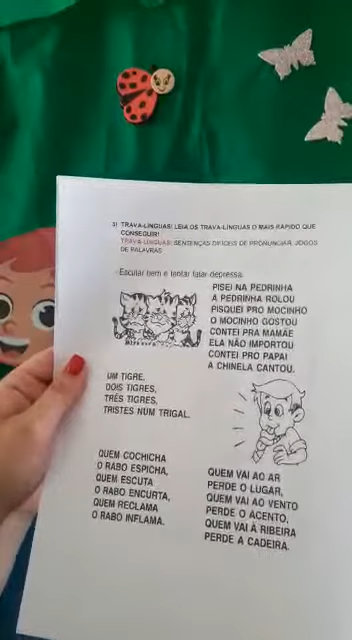 3) TRAVA-LÍNGUAS! LEIA OS TRAVA-LÍNGUAS O MAIS RÁPIDO QUE
CONSEGUIR!
TRAVA-LÍNGUAS: SENTENÇAS DIFÍCEIS DE PRONUNCIAR, JOGOS
DE PALAVRAS
Escutar bem e tentar falar depressa:
PISEI NA PEDRINHA
A PEDRINHA ROLOU
PISQUEI PRO MOCINHO
O MOCINHO GOSTOU
CONTEI PRA MAMÃE
ELA NÃO IMPORTOU
CONTEI PRO PAPAI
A CHINELA CANTOU.
UM TIGRE,
DOIS TIGRES,
TRÊS TIGRES,
TRISTES NUM TRIGAL.
QUEM COCHICHA
O RABO ESPICHA,
QUEM ESCUTA
O RABO ENCURTA,
QUEM RECLAMA
O RABO INFLAMA.
QUEM VAI AO AR
PERDE O LUGAR,
QUEM VAI AO VENTO
PERDE O ACENTO,
QUEM VAI À RIBEIRA
PERDE A CADEIRA.